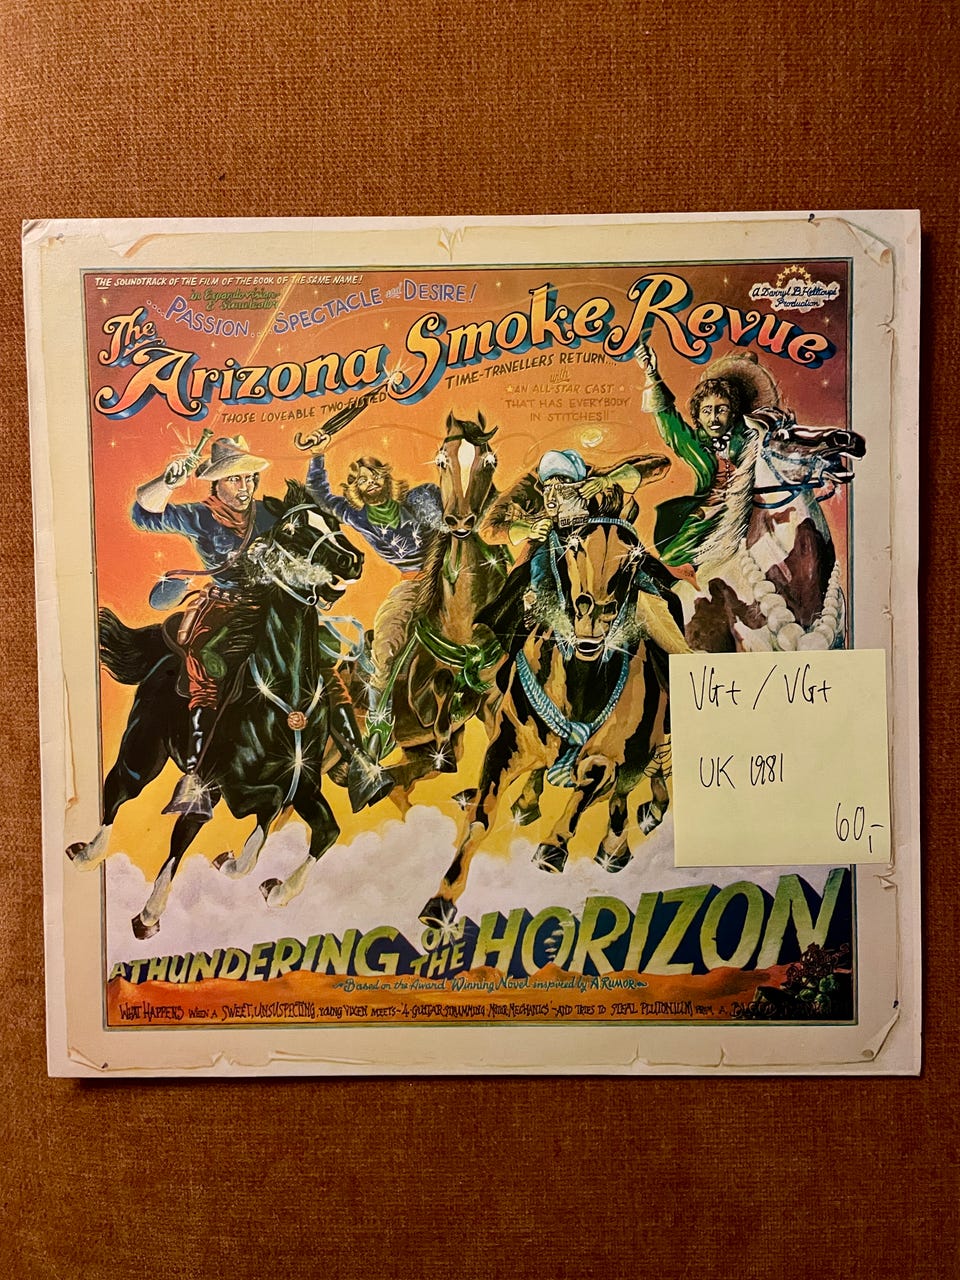 THE SOUNDTRACK OF THE FILM OF THE BOOK OF THE SAME NAME!
...PASSION... SPECTACLE and DESIRE!
A Darryl B.
Production
The Arizona Smoke Revue
TIME-TRAVELLERS RETURN...
THOSE LOVEABLE TWO-FISTED
with
AN ALL-STAR CAST
"THAT HAS EVERYBODY
IN STITCHES!!"
VG+ / VG+
UK 1981
60,-
A THUNDERING ON THE HORIZON
Based on the Award Winning Novel inspired by A RUMOR
WHAT HAPPENS WHEN A SWEET, UNSUSPECTING, YOUNG VIXEN MEETS 4 GUITAR STRUMMING MOTOR MECHANICS AND TRIES TO STEAL PLUTONIUM FROM A